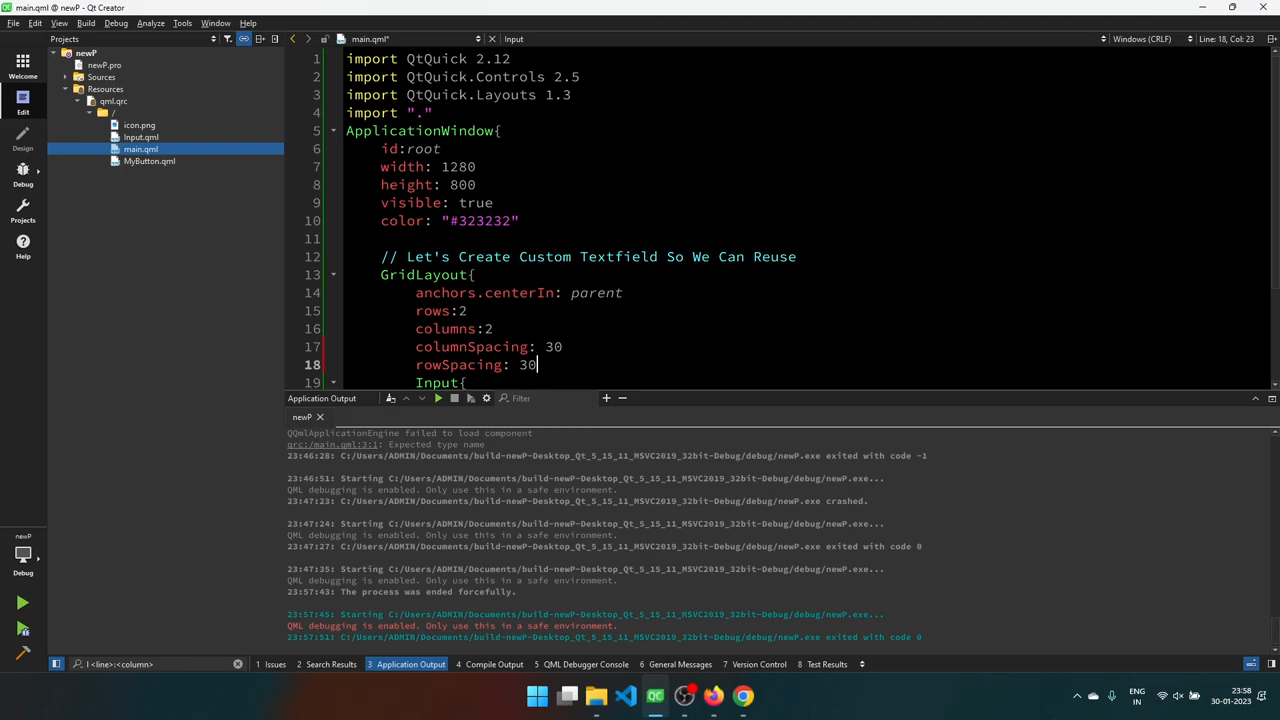 main.qml @ newP - Qt Creator
File Edit View Build Debug Analyze Tools Window Help
Projects
main.qml*
Input
Windows (CRLF)
Line: 18, Col: 23
Welcome
Edit
Design
Debug
Projects
Help
newP
newP.pro
Sources
Resources
qml.qrc
/
icon.png
Input.qml
main.qml
MyButton.qml
1 import QtQuick 2.12
2 import QtQuick.Controls 2.5
3 import QtQuick.Layouts 1.3
4 import "."
5 ApplicationWindow{
6 id:root
7 width: 1280
8 height: 800
9 visible: true
10 color: "#323232"
11
12 // Let's Create Custom Textfield So We Can Reuse
13 GridLayout{
14 anchors.centerIn: parent
15 rows:2
16 columns:2
17 columnSpacing: 30
18 rowSpacing: 30
19 Input{
Application Output
Filter
newP
QQmlApplicationEngine failed to load component
qrc:/main.qml:3:1: Expected type name
23:46:28: C:/Users/ADMIN/Documents/build-newP-Desktop_Qt_5_15_11_MSVC2019_32bit-Debug/debug/newP.exe exited with code -1
23:46:51: Starting C:/Users/ADMIN/Documents/build-newP-Desktop_Qt_5_15_11_MSVC2019_32bit-Debug/debug/newP.exe...
QML debugging is enabled. Only use this in a safe environment.
23:47:23: C:/Users/ADMIN/Documents/build-newP-Desktop_Qt_5_15_11_MSVC2019_32bit-Debug/debug/newP.exe crashed.
23:47:24: Starting C:/Users/ADMIN/Documents/build-newP-Desktop_Qt_5_15_11_MSVC2019_32bit-Debug/debug/newP.exe...
QML debugging is enabled. Only use this in a safe environment.
23:47:27: C:/Users/ADMIN/Documents/build-newP-Desktop_Qt_5_15_11_MSVC2019_32bit-Debug/debug/newP.exe exited with code 0
23:47:35: Starting C:/Users/ADMIN/Documents/build-newP-Desktop_Qt_5_15_11_MSVC2019_32bit-Debug/debug/newP.exe...
QML debugging is enabled. Only use this in a safe environment.
23:57:43: The process was ended forcefully.
23:57:45: Starting C:/Users/ADMIN/Documents/build-newP-Desktop_Qt_5_15_11_MSVC2019_32bit-Debug/debug/newP.exe...
QML debugging is enabled. Only use this in a safe environment.
23:57:51: C:/Users/ADMIN/Documents/build-newP-Desktop_Qt_5_15_11_MSVC2019_32bit-Debug/debug/newP.exe exited with code 0
newP
Debug
l <line>:<column>
1 Issues
2 Search Results
3 Application Output
4 Compile Output
5 QML Debugger Console
6 General Messages
7 Version Control
8 Test Results
QC
ENG
IN
23:58
30-01-2023